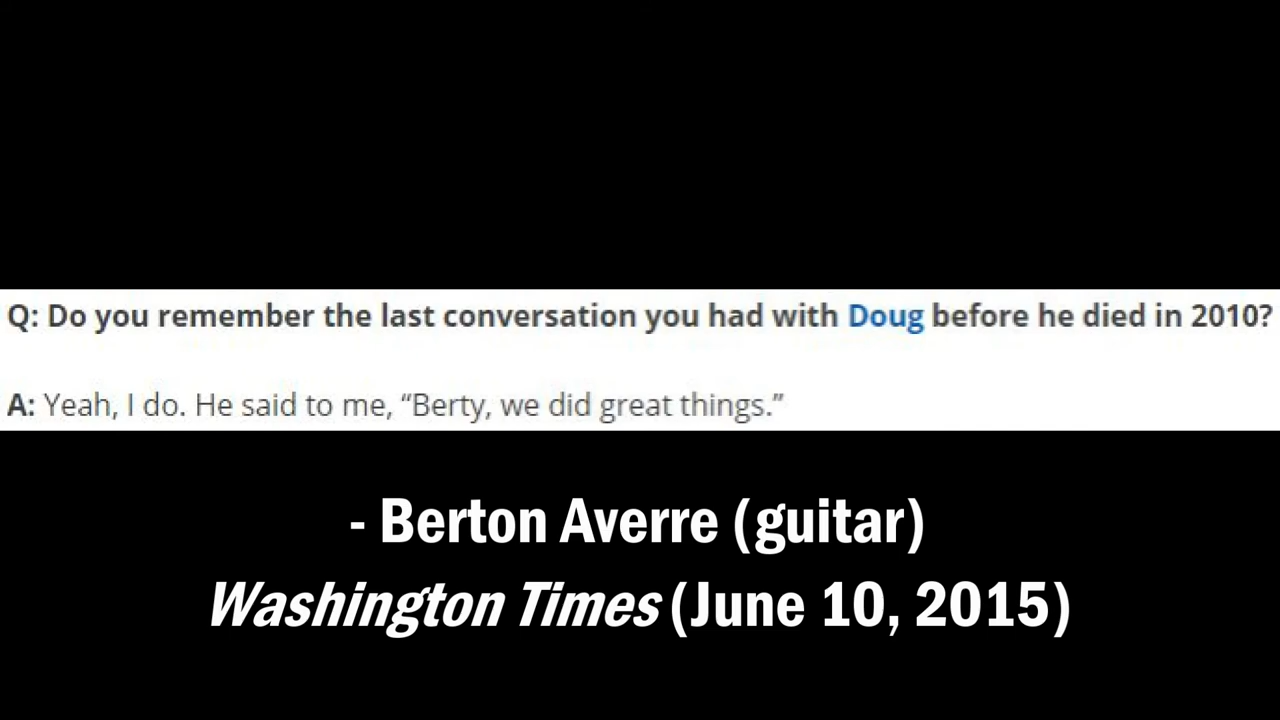 Q: Do you remember the last conversation you had with Doug before he died in 2010?
A: Yeah, I do. He said to me, “Berty, we did great things.”
- Berton Averre (guitar)
Washington Times (June 10, 2015)